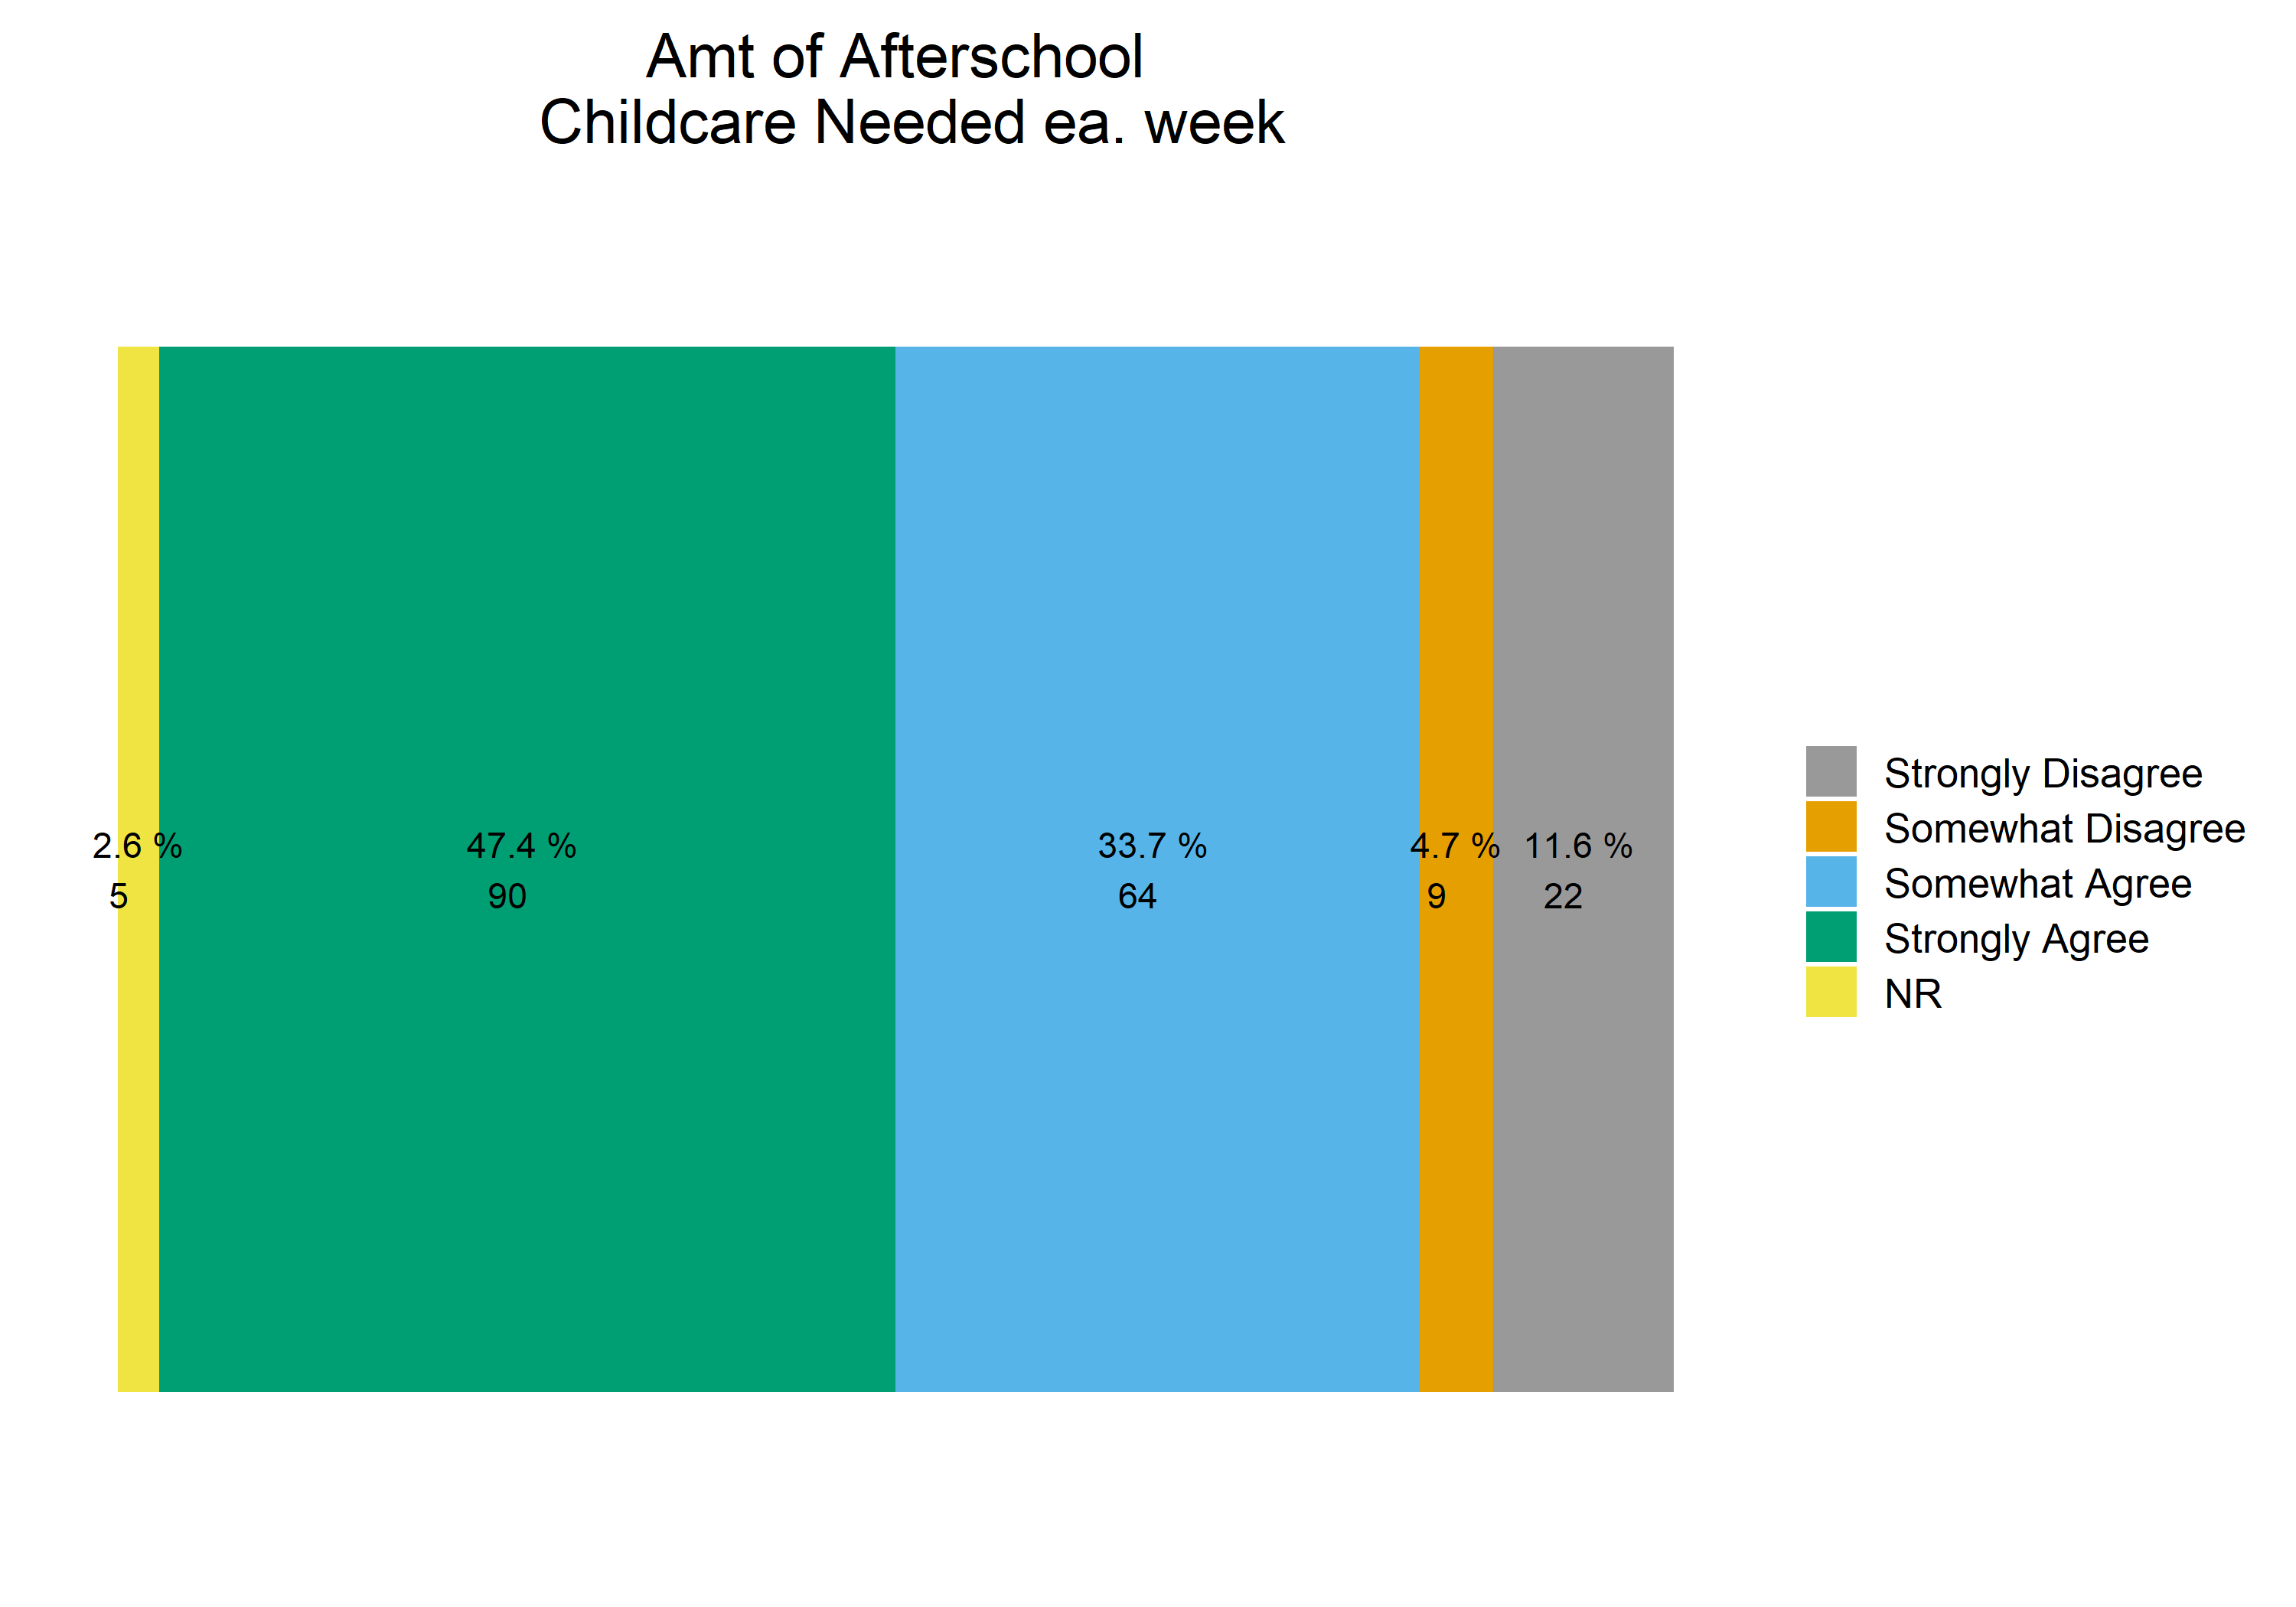 Amt of Afterschool
Childcare Needed ea. week
2.6 % 47.4 % 33.7 % 4.7 % 11.6 %
5 90 64 9 22
Strongly Disagree
Somewhat Disagree
Somewhat Agree
Strongly Agree
NR